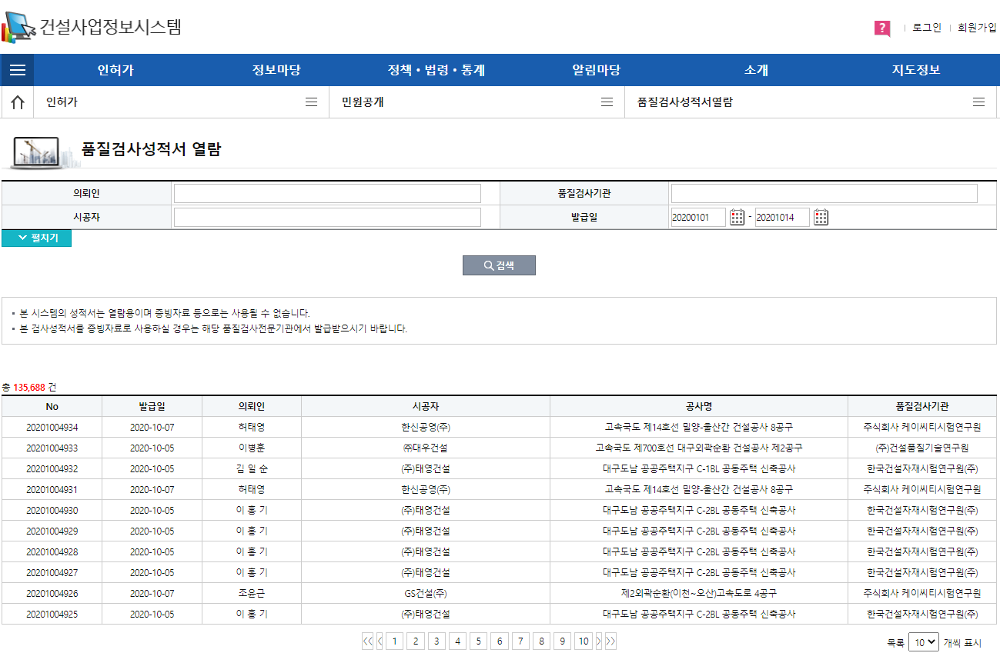 건설사업정보시스템
? 로그인 회원가입
인허가 정보마당 정책·법령·통계 알림마당 소개 지도정보
인허가 민원공개 품질검사성적서열람
품질검사성적서 열람
의뢰인 품질검사기관
시공자 발급일 20200101 - 20201014
펼치기
검색
본 시스템의 성적서는 열람용이며 증빙자료 등으로는 사용될 수 없습니다.
본 검사성적서를 증빙자료로 사용하실 경우는 해당 품질검사전문기관에서 발급받으시기 바랍니다.
총 135,688 건
No 발급일 의뢰인 시공자 공사명 품질검사기관
20201004934 2020-10-07 허태영 한신공영(주) 고속국도 제14호선 밀양-울산간 건설공사 8공구 주식회사 케이씨티시험연구원
20201004933 2020-10-05 이병훈 ㈜대우건설 고속국도 제700호선 대구외곽순환 건설공사 제2공구 (주)건설품질기술연구원
20201004932 2020-10-05 김 일 순 (주)태영건설 대구도남 공공주택지구 C-1BL 공동주택 신축공사 한국건설자재시험연구원(주)
20201004931 2020-10-07 허태영 한신공영(주) 고속국도 제14호선 밀양-울산간 건설공사 8공구 주식회사 케이씨티시험연구원
20201004930 2020-10-05 이 홍 기 (주)태영건설 대구도남 공공주택지구 C-2BL 공동주택 신축공사 한국건설자재시험연구원(주)
20201004929 2020-10-05 이 홍 기 (주)태영건설 대구도남 공공주택지구 C-2BL 공동주택 신축공사 한국건설자재시험연구원(주)
20201004928 2020-10-05 이 홍 기 (주)태영건설 대구도남 공공주택지구 C-2BL 공동주택 신축공사 한국건설자재시험연구원(주)
20201004927 2020-10-05 이 홍 기 (주)태영건설 대구도남 공공주택지구 C-2BL 공동주택 신축공사 한국건설자재시험연구원(주)
20201004926 2020-10-07 조윤근 GS건설(주) 제2외곽순환(이천~오산)고속도로 4공구 주식회사 케이씨티시험연구원
20201004925 2020-10-05 이 홍 기 (주)태영건설 대구도남 공공주택지구 C-2BL 공동주택 신축공사 한국건설자재시험연구원(주)
1 2 3 4 5 6 7 8 9 10 목록 10 개씩 표시